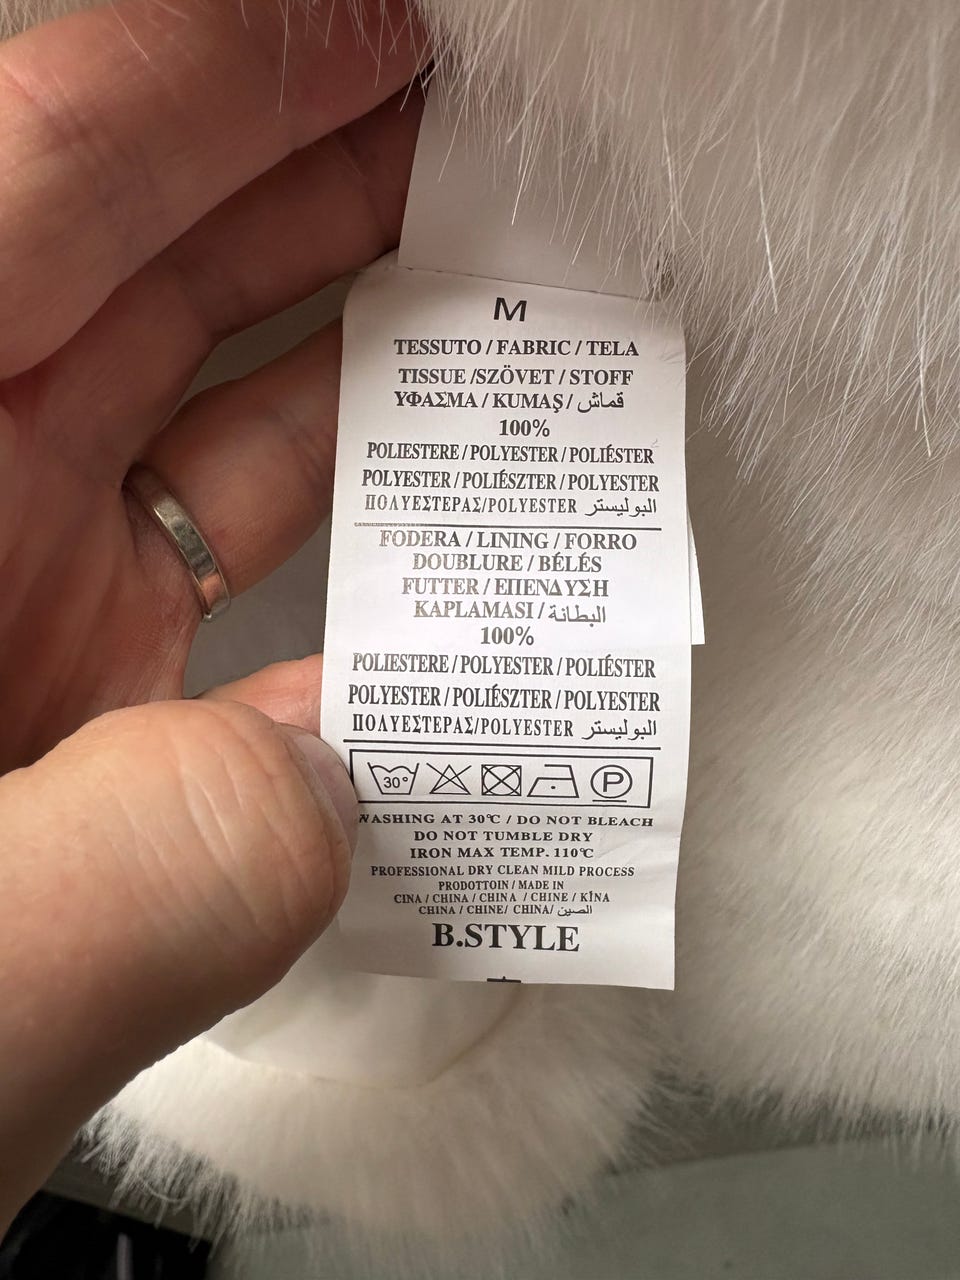 M
TESSUTO / FABRIC / TELA
TISSUE /SZÖVET / STOFF
ΥΦΑΣΜΑ / KUMAŞ / قماش
100%
POLIESTERE / POLYESTER / POLIÉSTER
POLYESTER / POLIÉSZTER / POLYESTER
ΠΟΛΥΕΣΤΕΡΑΣ/POLYESTER البوليستر
FODERA / LINING / FORRO
DOUBLURE / BÉLÉS
FUTTER / ΕΠΕΝΔΥΣΗ
KAPLAMASI / البطانة
100%
POLIESTERE / POLYESTER / POLIÉSTER
POLYESTER / POLIÉSZTER / POLYESTER
ΠΟΛΥΕΣΤΕΡΑΣ/POLYESTER البوليستر
30° P
WASHING AT 30℃ / DO NOT BLEACH
DO NOT TUMBLE DRY
IRON MAX TEMP. 110℃
PROFESSIONAL DRY CLEAN MILD PROCESS
PRODOTTOIN / MADE IN
CINA / CHINA / CHINA / CHINE / KİNA
CHINA / CHINE/ CHINA/ الصين
B.STYLE